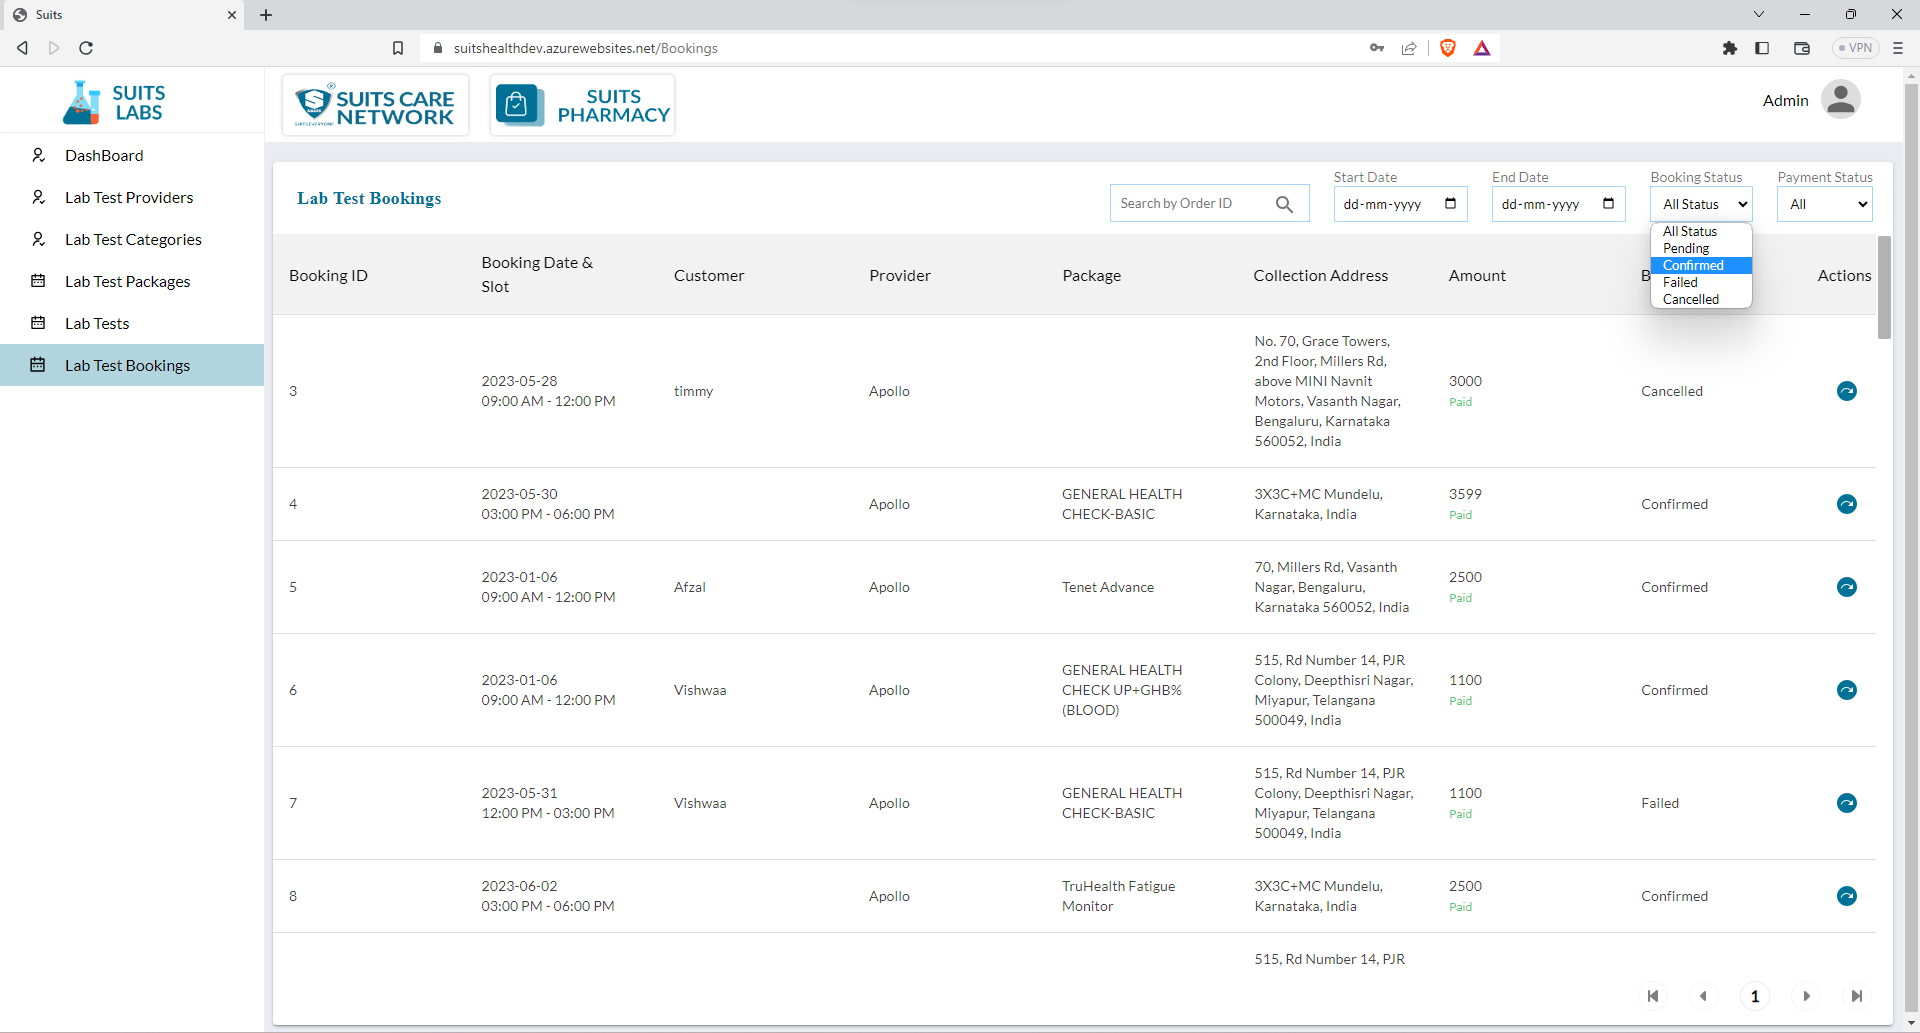 Suits
suitshealthdev.azurewebsites.net/Bookings
VPN
SUITS
LABS
SUITS CARE
NETWORK
SUITS
PHARMACY
Admin
DashBoard
Lab Test Providers
Lab Test Categories
Lab Test Packages
Lab Tests
Lab Test Bookings
Lab Test Bookings
Search by Order ID
Start Date
dd-mm-yyyy
End Date
dd-mm-yyyy
Booking Status
All Status
Payment Status
All
All Status
Pending
Confirmed
Failed
Cancelled
Booking ID
Booking Date &
Slot
Customer
Provider
Package
Collection Address
Amount
B
Actions
3
2023-05-28
09:00 AM - 12:00 PM
timmy
Apollo
No. 70, Grace Towers,
2nd Floor, Millers Rd,
above MINI Navnit
Motors, Vasanth Nagar,
Bengaluru, Karnataka
560052, India
3000
Paid
Cancelled
4
2023-05-30
03:00 PM - 06:00 PM
Apollo
GENERAL HEALTH
CHECK-BASIC
3X3C+MC Mundelu,
Karnataka, India
3599
Paid
Confirmed
5
2023-01-06
09:00 AM - 12:00 PM
Afzal
Apollo
Tenet Advance
70, Millers Rd, Vasanth
Nagar, Bengaluru,
Karnataka 560052, India
2500
Paid
Confirmed
6
2023-01-06
09:00 AM - 12:00 PM
Vishwaa
Apollo
GENERAL HEALTH
CHECK UP+GHB%
(BLOOD)
515, Rd Number 14, PJR
Colony, Deepthisri Nagar,
Miyapur, Telangana
500049, India
1100
Paid
Confirmed
7
2023-05-31
12:00 PM - 03:00 PM
Vishwaa
Apollo
GENERAL HEALTH
CHECK-BASIC
515, Rd Number 14, PJR
Colony, Deepthisri Nagar,
Miyapur, Telangana
500049, India
1100
Paid
Failed
8
2023-06-02
03:00 PM - 06:00 PM
Apollo
TruHealth Fatigue
Monitor
3X3C+MC Mundelu,
Karnataka, India
2500
Paid
Confirmed
515, Rd Number 14, PJR
1